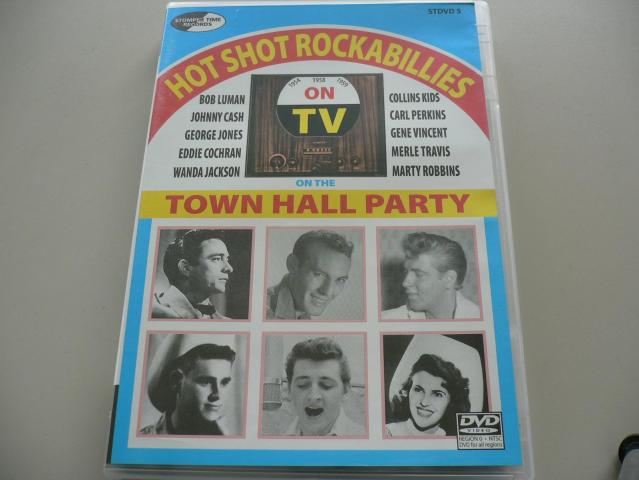 STOMPER TIME
RECORDS
STDVD 5
HOT SHOT ROCKABILLIES
1954 1958 1959
ON
TV
BOB LUMAN
JOHNNY CASH
GEORGE JONES
EDDIE COCHRAN
WANDA JACKSON
COLLINS KIDS
CARL PERKINS
GENE VINCENT
MERLE TRAVIS
MARTY ROBBINS
ON THE
TOWN HALL PARTY
DVD
VIDEO
REGION 0 • NTSC
DVD for all regions